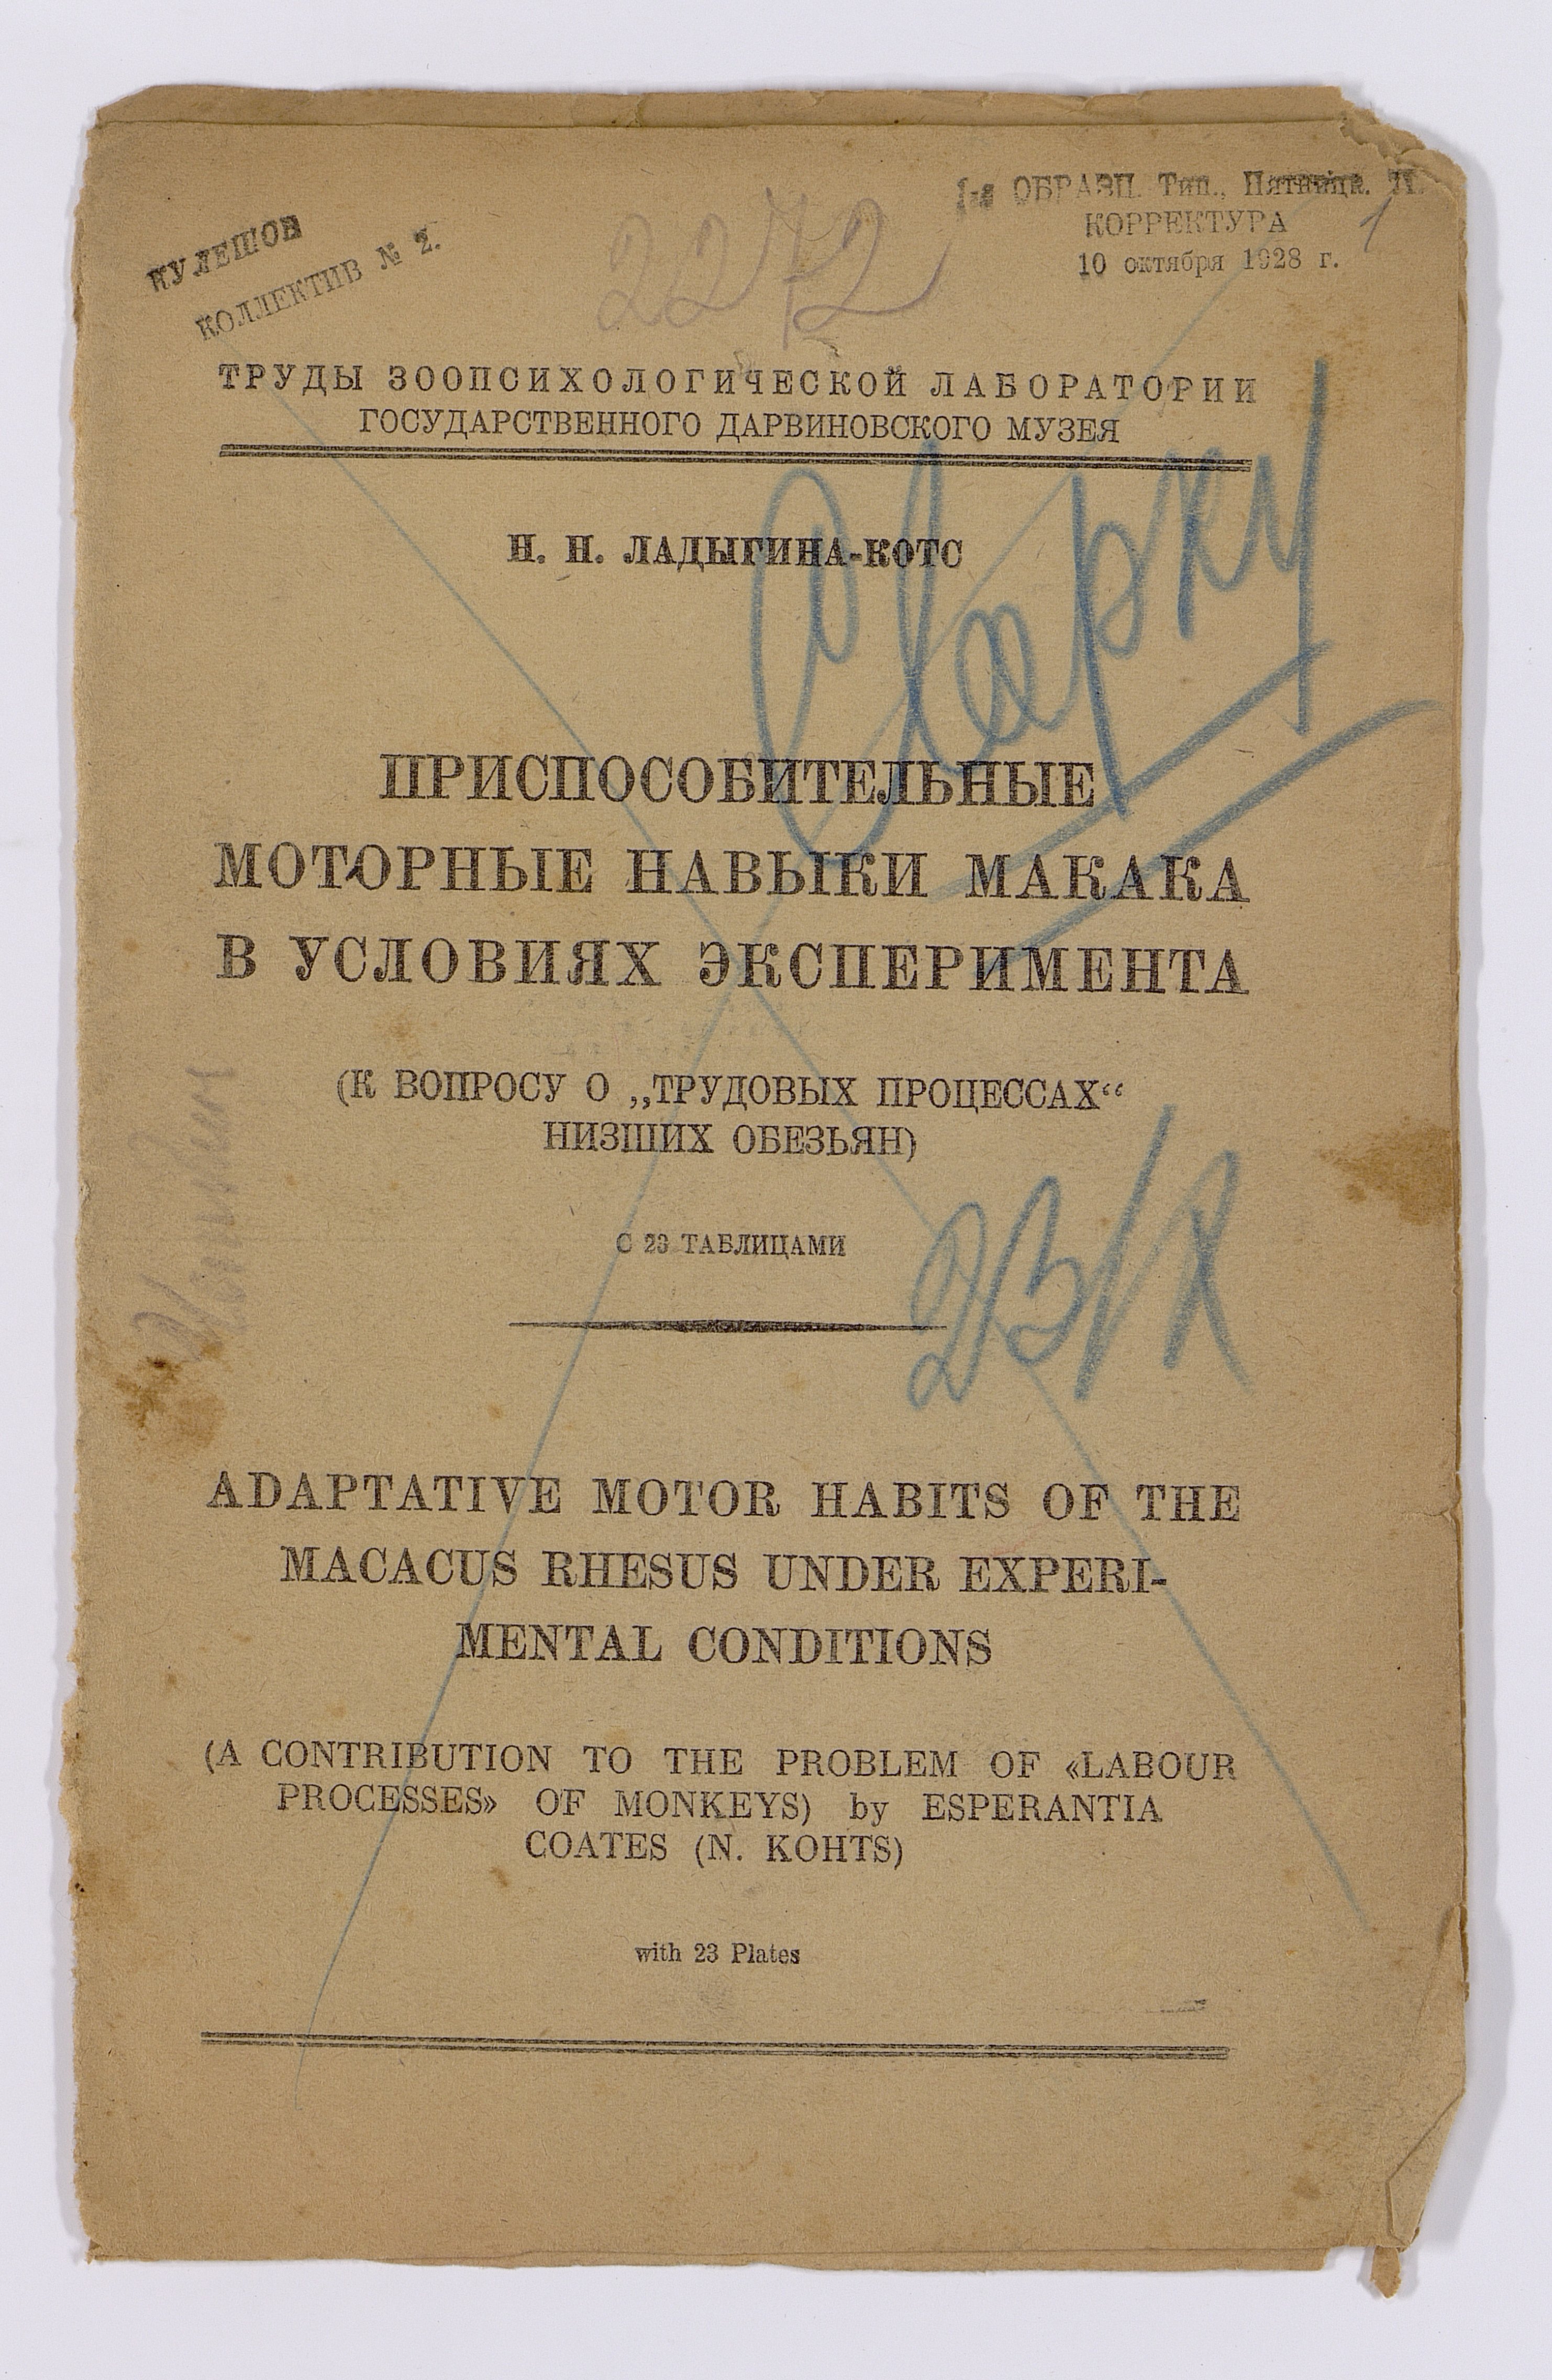 1-я ОБРАЗЦ. Тип., Пятницк. 71.
КОРРЕКТУРА 1
10 октября 1928 г.
КУЛЕШОВ
КОЛЛЕКТИВ № 2.
2272
ТРУДЫ ЗООПСИХОЛОГИЧЕСКОЙ ЛАБОРАТОРИИ
ГОСУДАРСТВЕННОГО ДАРВИНОВСКОГО МУЗЕЯ
Н. Н. ЛАДЫГИНА-КОТС
Сверку
ПРИСПОСОБИТЕЛЬНЫЕ
МОТОРНЫЕ НАВЫКИ МАКАКА
В УСЛОВИЯХ ЭКСПЕРИМЕНТА
(К ВОПРОСУ О „ТРУДОВЫХ ПРОЦЕССАХ“
НИЗШИХ ОБЕЗЬЯН)
С 23 ТАБЛИЦАМИ
23/X
ADAPTATIVE MOTOR HABITS OF THE
MACACUS RHESUS UNDER EXPERI-
MENTAL CONDITIONS
(A CONTRIBUTION TO THE PROBLEM OF «LABOUR
PROCESSES» OF MONKEYS) by ESPERANTIA
COATES (N. KOHTS)
with 23 Plates